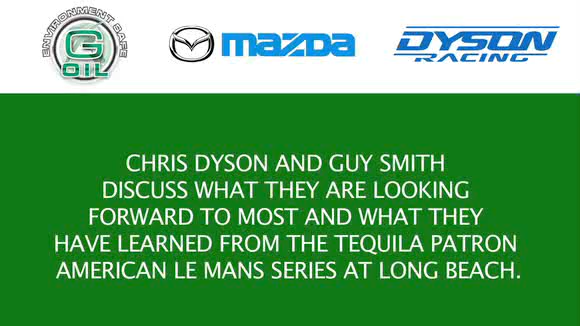 ENVIRONMENT SAFE
G
OIL
mazda
DYSON
RACING
CHRIS DYSON AND GUY SMITH
DISCUSS WHAT THEY ARE LOOKING
FORWARD TO MOST AND WHAT THEY
HAVE LEARNED FROM THE TEQUILA PATRON
AMERICAN LE MANS SERIES AT LONG BEACH.